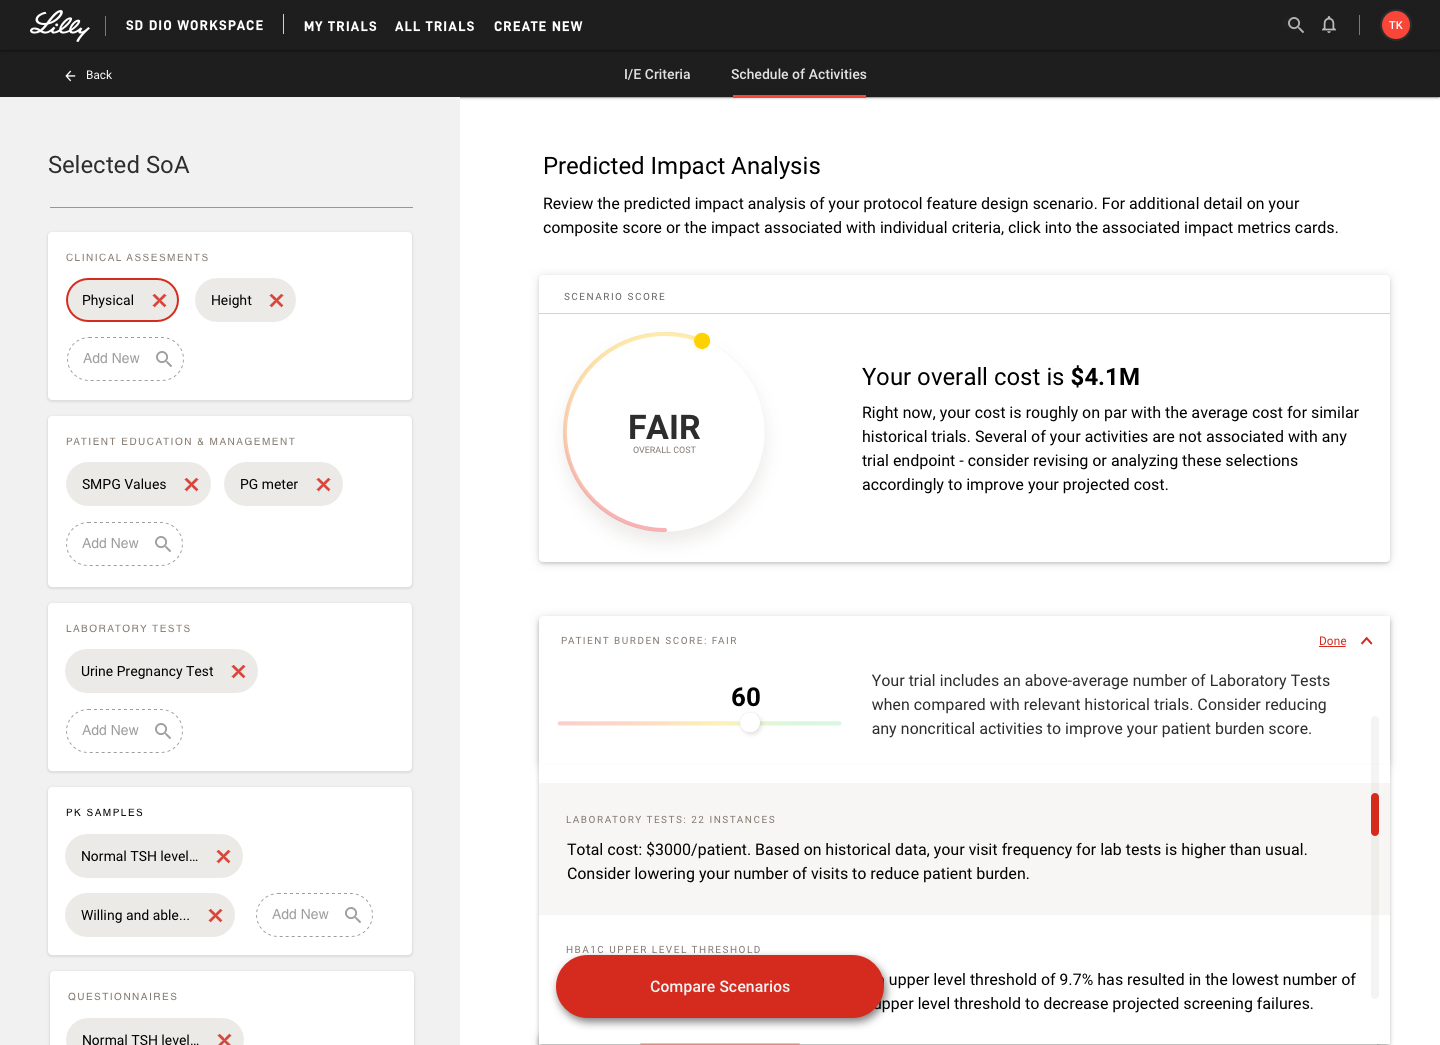 Lilly
SD DIO WORKSPACE
MY TRIALS ALL TRIALS CREATE NEW
TK
Back
I/E Criteria Schedule of Activities
Selected SoA
CLINICAL ASSESMENTS
Physical Height
Add New
PATIENT EDUCATION & MANAGEMENT
SMPG Values PG meter
Add New
LABORATORY TESTS
Urine Pregnancy Test
Add New
PK SAMPLES
Normal TSH level...
Willing and able... Add New
QUESTIONNAIRES
Normal TSH level...
Predicted Impact Analysis
Review the predicted impact analysis of your protocol feature design scenario. For additional detail on your
composite score or the impact associated with individual criteria, click into the associated impact metrics cards.
SCENARIO SCORE
FAIR
OVERALL COST
Your overall cost is $4.1M
Right now, your cost is roughly on par with the average cost for similar
historical trials. Several of your activities are not associated with any
trial endpoint - consider revising or analyzing these selections
accordingly to improve your projected cost.
PATIENT BURDEN SCORE: FAIR
Done
60
Your trial includes an above-average number of Laboratory Tests
when compared with relevant historical trials. Consider reducing
any noncritical activities to improve your patient burden score.
LABORATORY TESTS: 22 INSTANCES
Total cost: $3000/patient. Based on historical data, your visit frequency for lab tests is higher than usual.
Consider lowering your number of visits to reduce patient burden.
HBA1C UPPER LEVEL THRESHOLD
upper level threshold of 9.7% has resulted in the lowest number of
upper level threshold to decrease projected screening failures.
Compare Scenarios